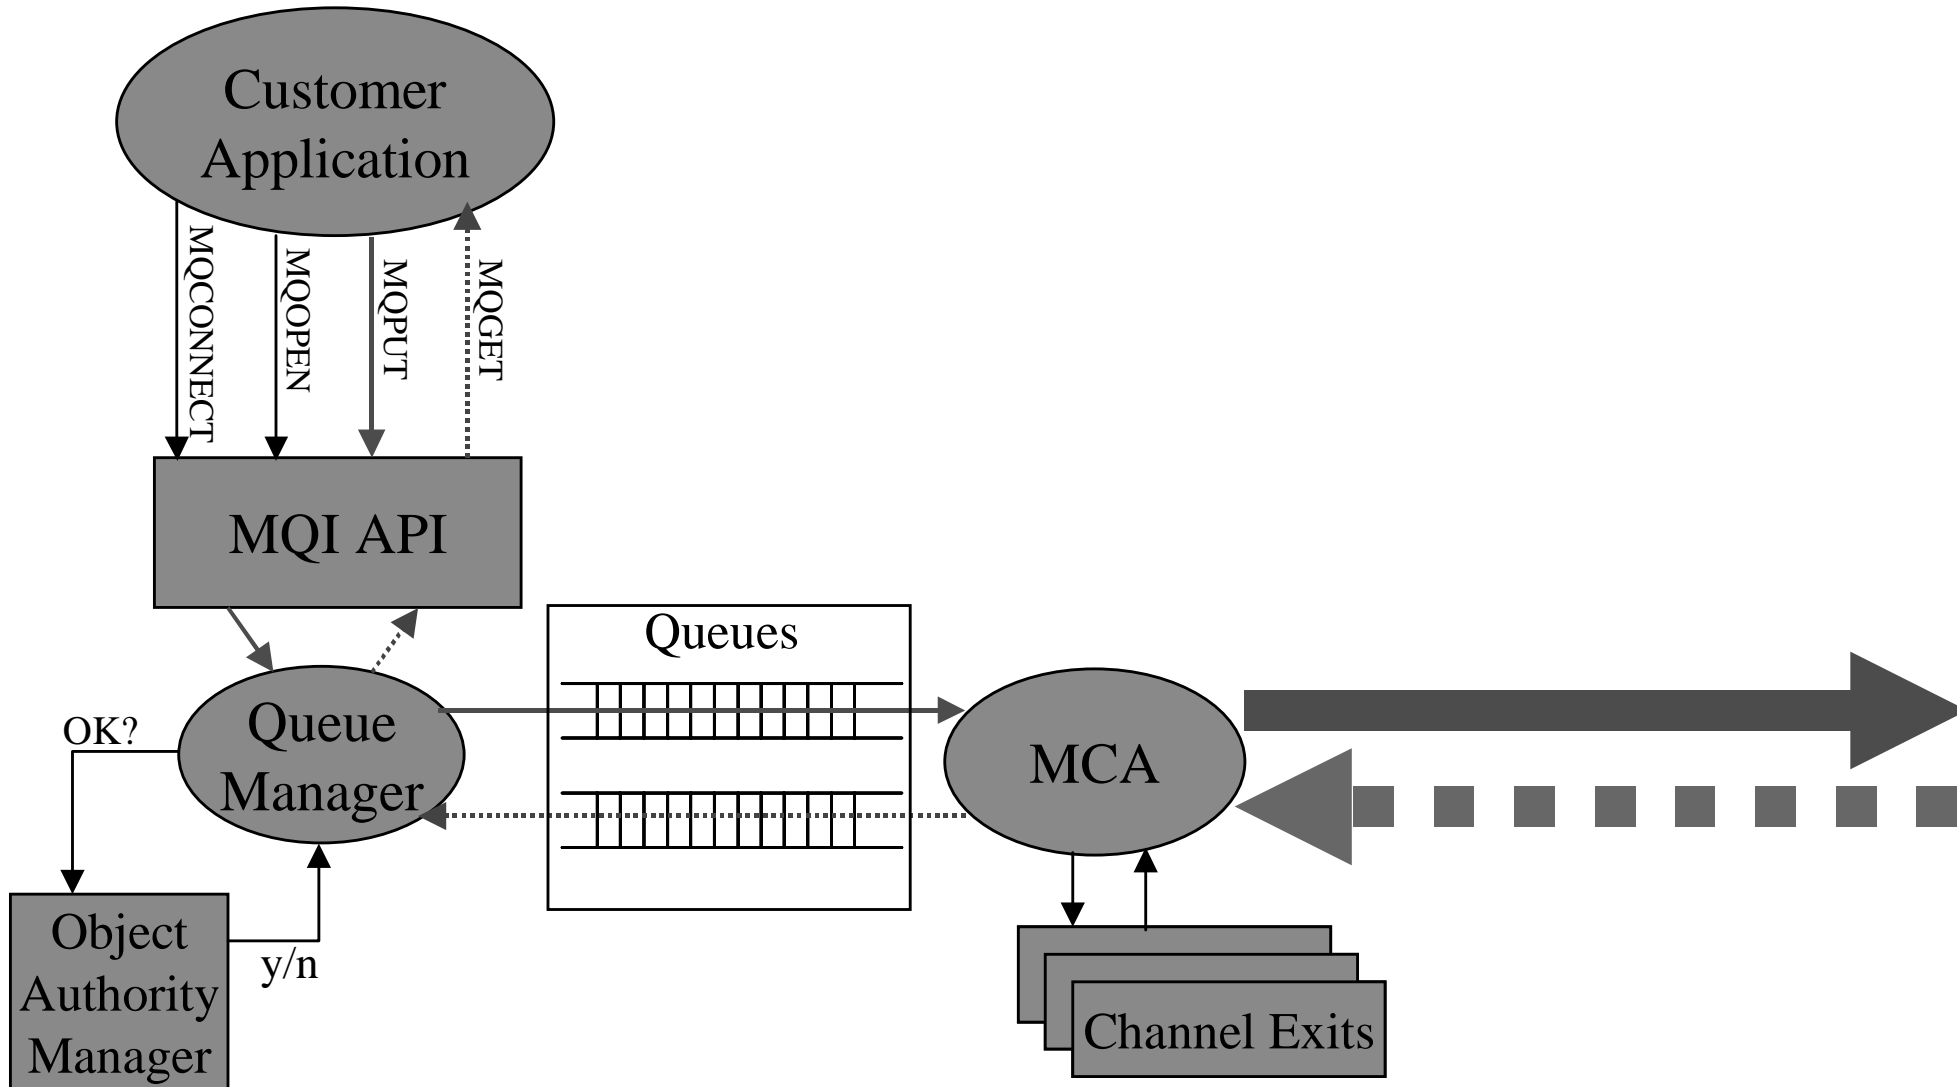 Customer
Application
MQCONNECT
MQOPEN
MQPUT
MQGET
MQI API
Queues
OK?
Queue
Manager
MCA
Object
Authority
Manager
y/n
Channel Exits